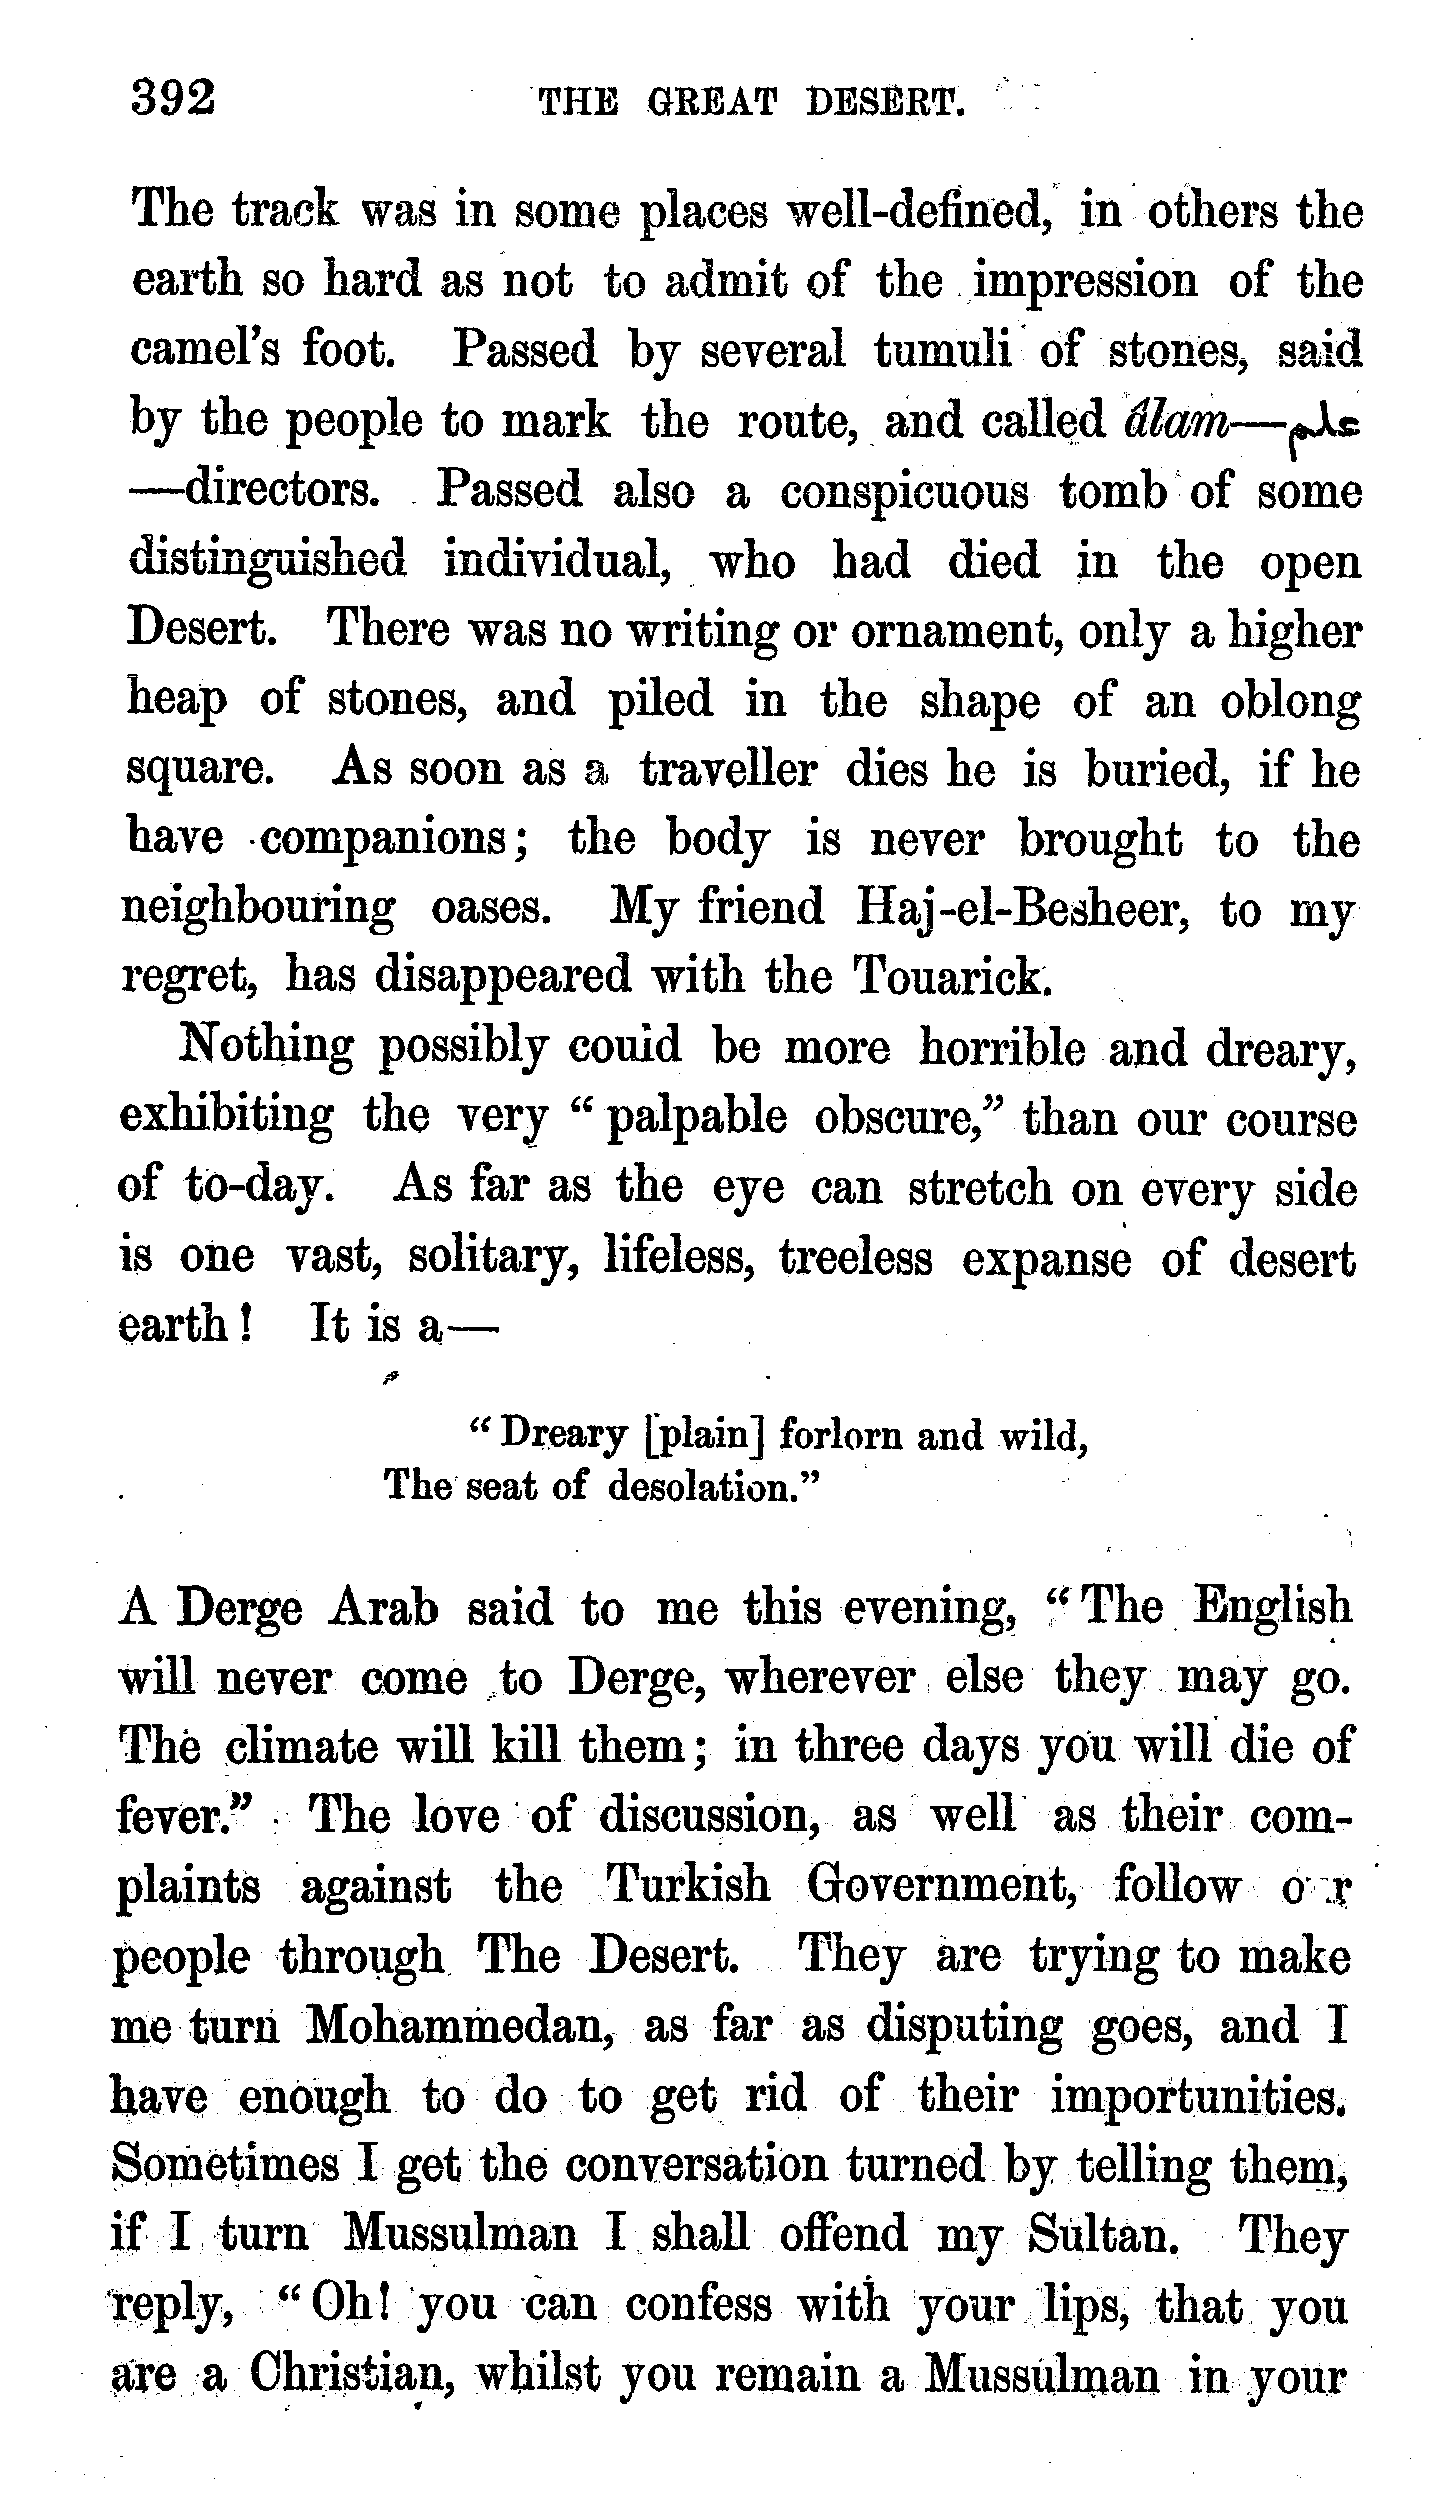 392 THE GREAT DESERT.
The track was in some places well-defined, in others the
earth so hard as not to admit of the impression of the
camel's foot. Passed by several tumuli of stones, said
by the people to mark the route, and called âlam—علم
—directors. Passed also a conspicuous tomb of some
distinguished individual, who had died in the open
Desert. There was no writing or ornament, only a higher
heap of stones, and piled in the shape of an oblong
square. As soon as a traveller dies he is buried, if he
have companions; the body is never brought to the
neighbouring oases. My friend Haj-el-Besheer, to my
regret, has disappeared with the Touarick.
Nothing possibly could be more horrible and dreary,
exhibiting the very “palpable obscure,” than our course
of to-day. As far as the eye can stretch on every side
is one vast, solitary, lifeless, treeless expanse of desert
earth! It is a—
“Dreary [plain] forlorn and wild,
The seat of desolation.”
A Derge Arab said to me this evening, “The English
will never come to Derge, wherever else they may go.
The climate will kill them; in three days you will die of
fever.” The love of discussion, as well as their com-
plaints against the Turkish Government, follow o r
people through The Desert. They are trying to make
me turn Mohammedan, as far as disputing goes, and I
have enough to do to get rid of their importunities.
Sometimes I get the conversation turned by telling them,
if I turn Mussulman I shall offend my Sultan. They
reply, “Oh! you can confess with your lips, that you
are a Christian, whilst you remain a Mussulman in your